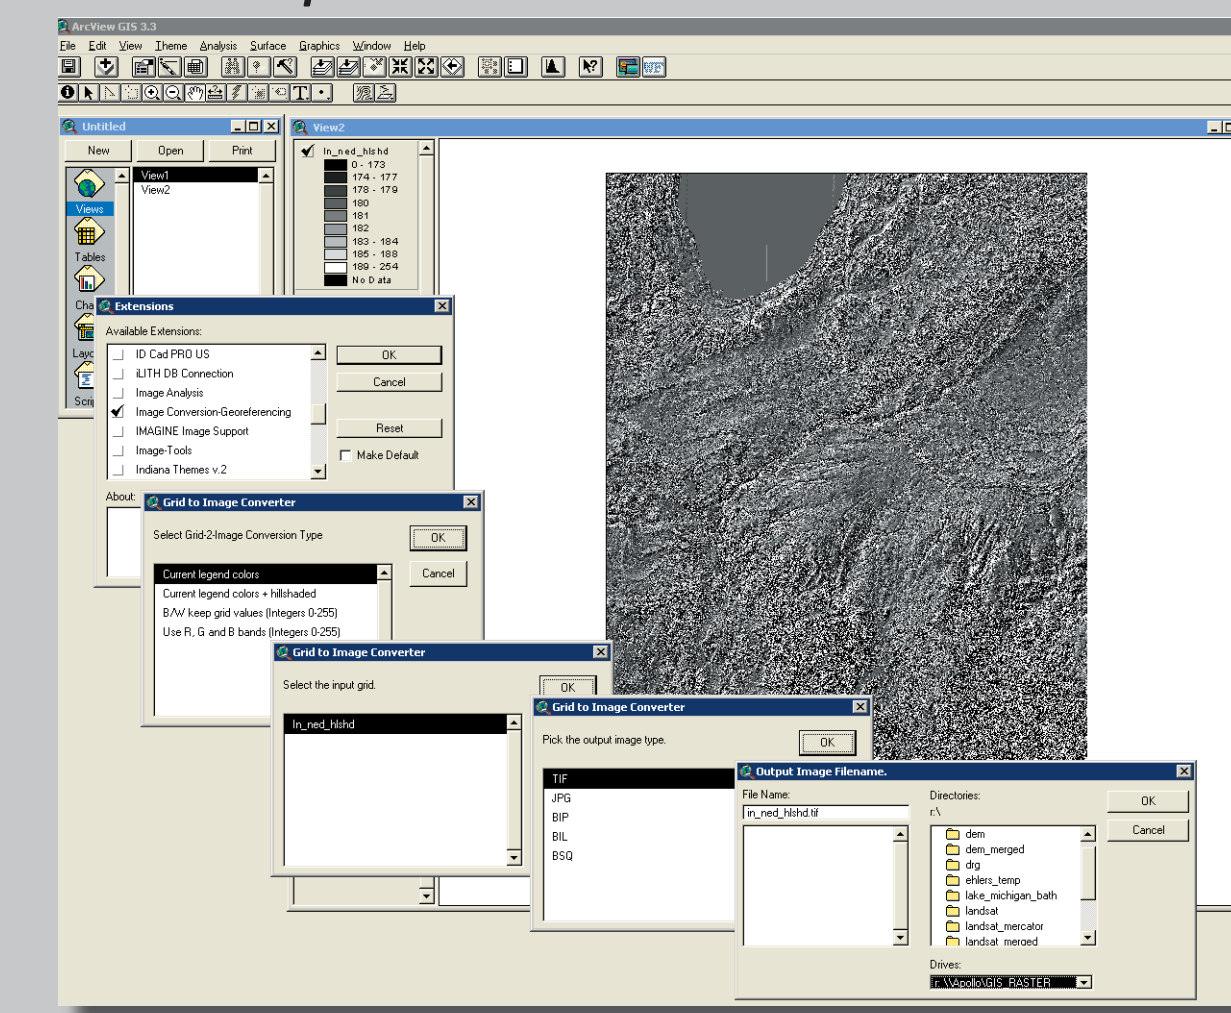 ArcView GIS 3.3
File Edit View Theme Analysis Surface Graphics Window Help
Untitled
New Open Print
View1
View2
Views
Tables
Cha
Layo
Scrip
View2
In_ned_hlshd
0 - 173
174 - 177
178 - 179
180
181
182
183 - 184
185 - 188
189 - 254
No Data
Extensions
Available Extensions:
ID Cad PRO US
iLITH DB Connection
Image Analysis
Image Conversion-Georeferencing
IMAGINE Image Support
Image-Tools
Indiana Themes v.2
OK
Cancel
Reset
Make Default
About:
Grid to Image Converter
Select Grid-2-Image Conversion Type
OK
Cancel
Current legend colors
Current legend colors + hillshaded
B/W keep grid values (Integers 0-255)
Use R, G and B bands (Integers 0-255)
Grid to Image Converter
Select the input grid.
OK
In_ned_hlshd
Grid to Image Converter
Pick the output image type.
OK
TIF
JPG
BIP
BIL
BSQ
Output Image Filename.
File Name:
in_ned_hlshd.tif
Directories:
r:\
OK
Cancel
dem
dem_merged
drg
ehlers_temp
lake_michigan_bath
landsat
landsat_mercator
landsat_merged
Drives:
r: \\Apollo\GIS_RASTER